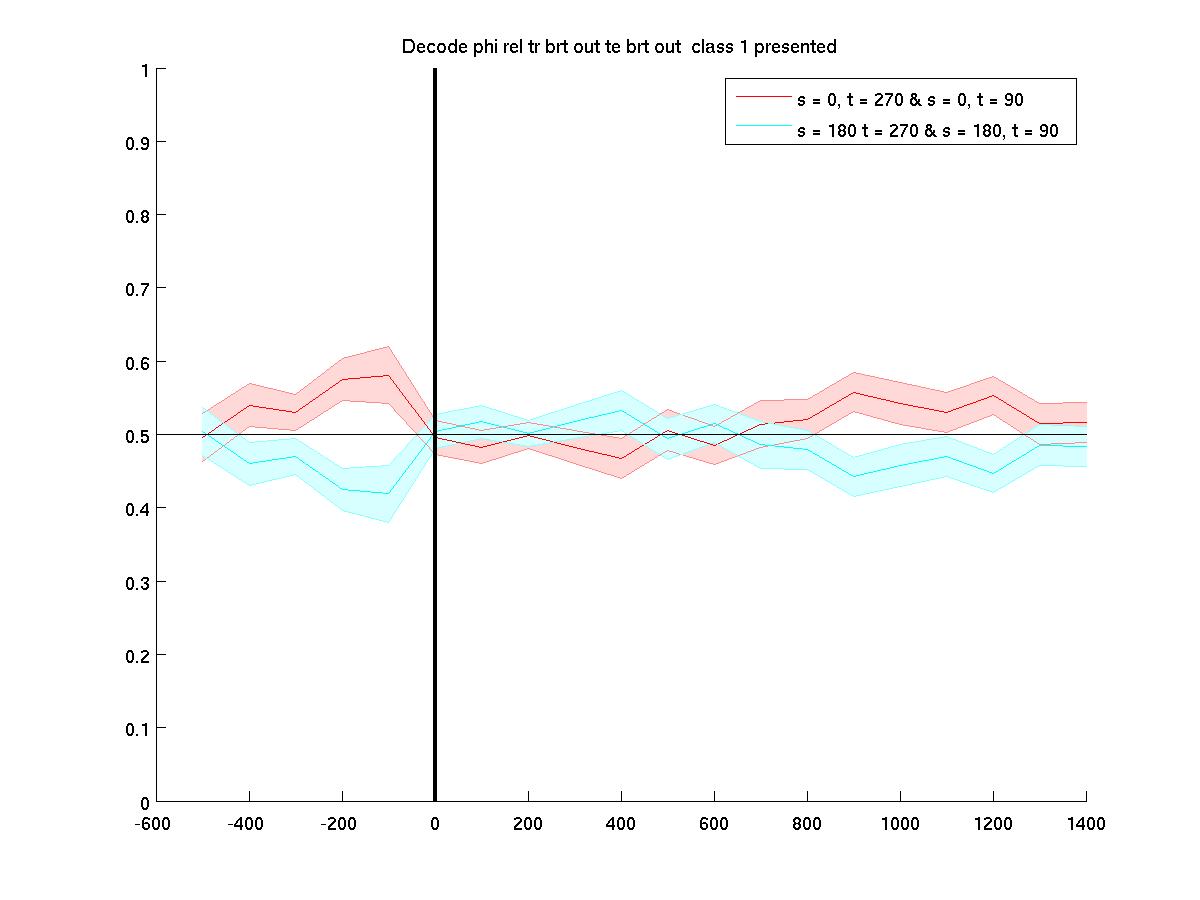 Decode phi rel tr brt out te brt out class 1 presented
s = 0, t = 270 & s = 0, t = 90
s = 180 t = 270 & s = 180, t = 90
1
0.9
0.8
0.7
0.6
0.5
0.4
0.3
0.2
0.1
0
-600 -400 -200 0 200 400 600 800 1000 1200 1400